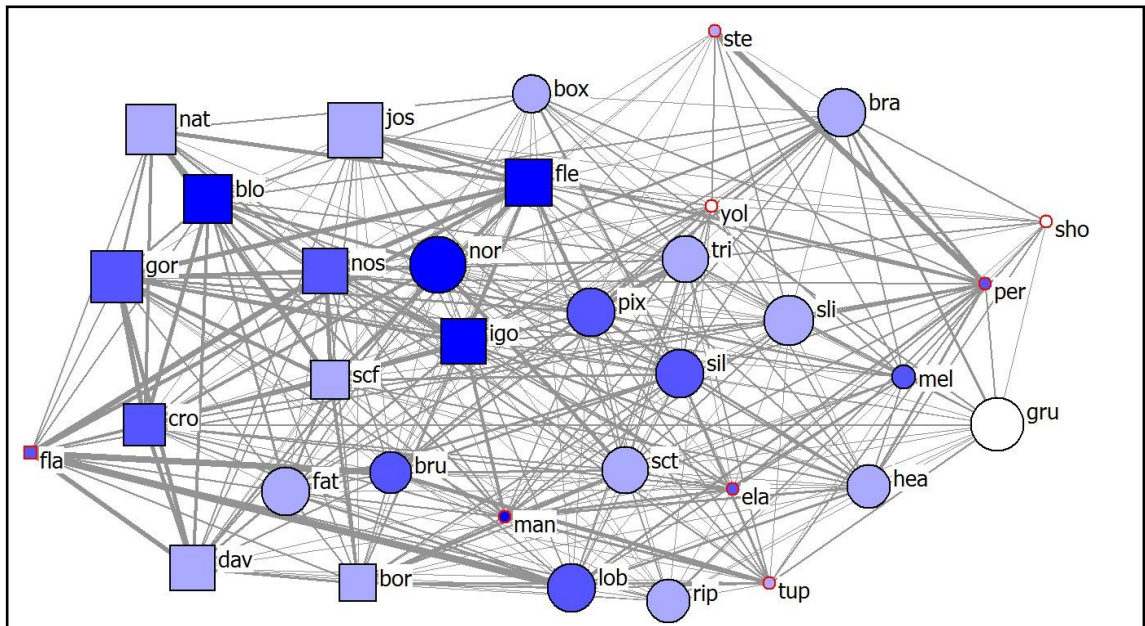 ste
box
bra
nat
jos
fle
blo
yol
sho
tri
nor
gor
nos
per
pix
sli
igo
sil
scf
mel
gru
cro
fla
bru
sct
fat
hea
ela
man
dav
bor
lob
rip
tup